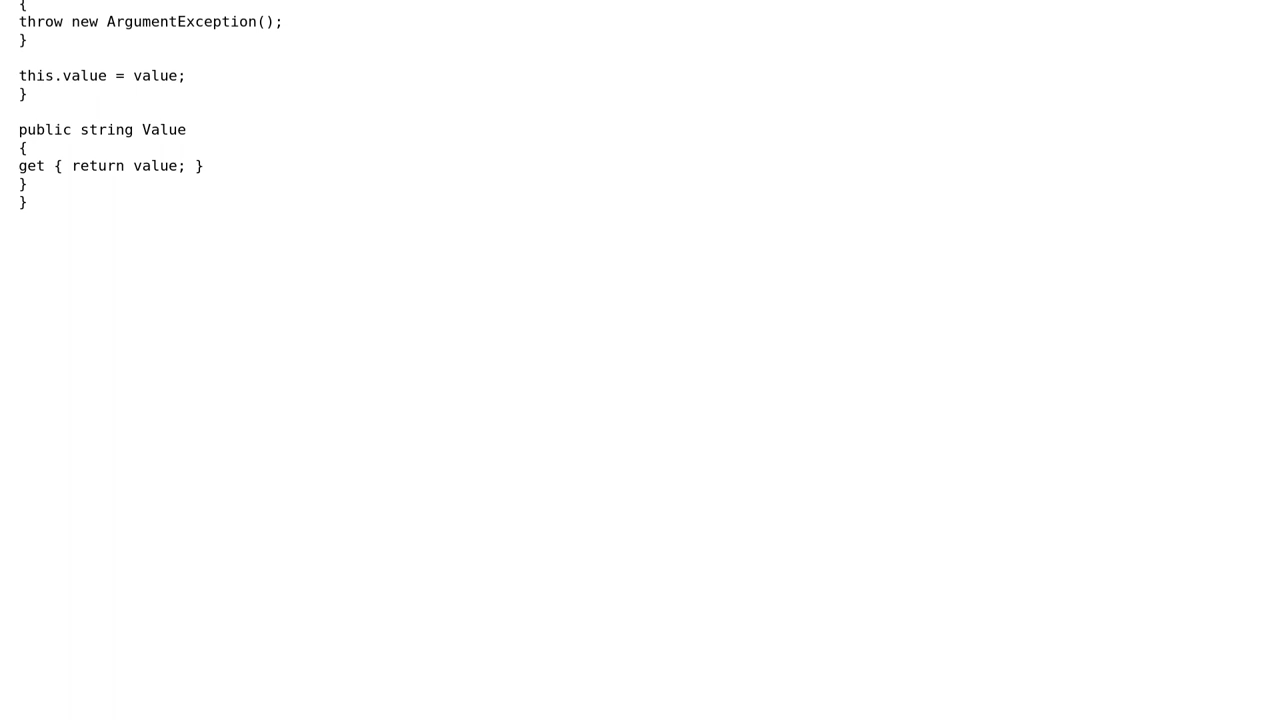 {
throw new ArgumentException();
}

this.value = value;
}

public string Value
{
get { return value; }
}
}